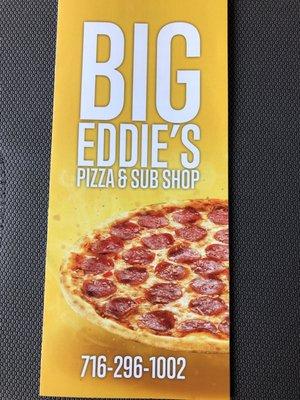 BIG
EDDIE'S
PIZZA & SUB SHOP
716-296-1002